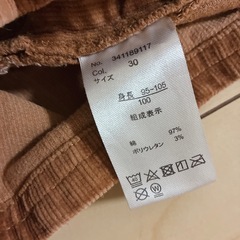 No. 341189117
Col. 30
サイズ
身長 95-105
100
組成表示
綿 97%
ポリウレタン 3%